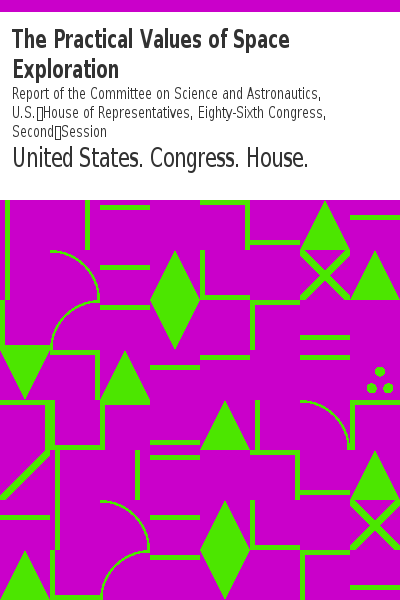 The Practical Values of Space
Exploration
Report of the Committee on Science and Astronautics,
U.S.▯House of Representatives, Eighty-Sixth Congress,
Second▯Session
United States. Congress. House.